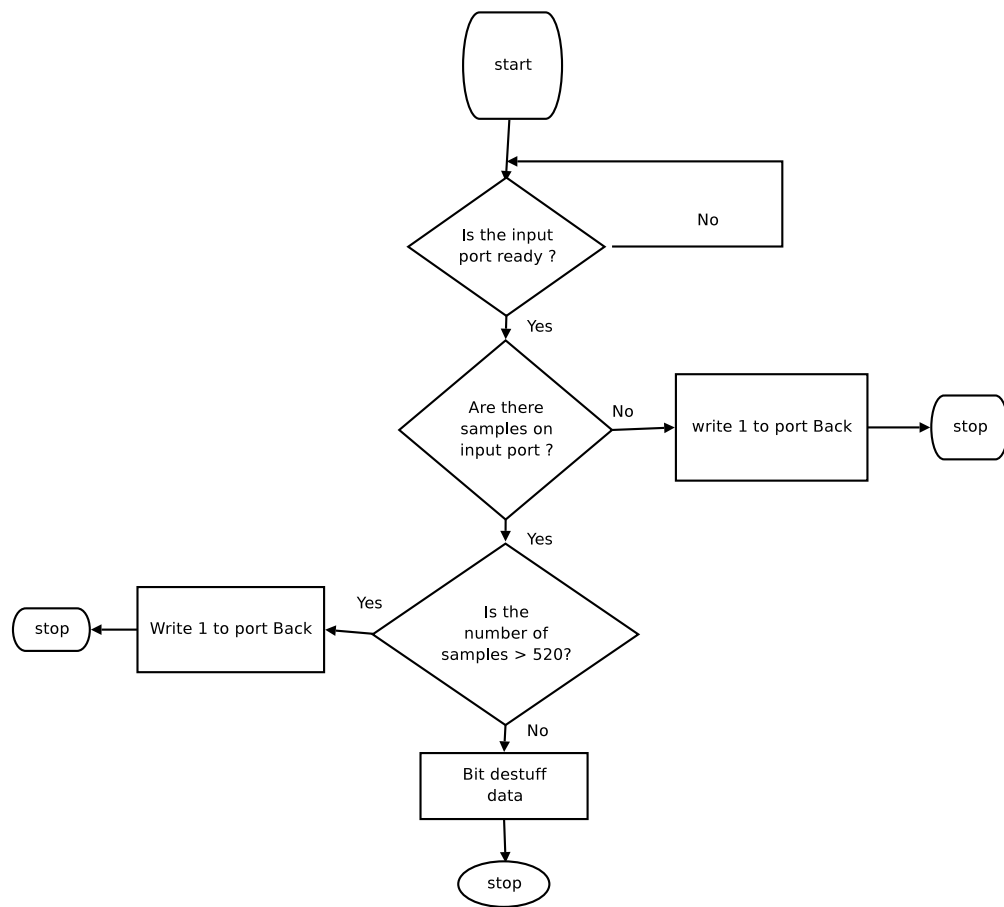 start
No
Is the input
port ready ?
Yes
Are there
samples on
input port ?
No
write 1 to port Back
stop
Yes
Is the
number of
samples > 520?
Yes
Write 1 to port Back
stop
No
Bit destuff
data
stop